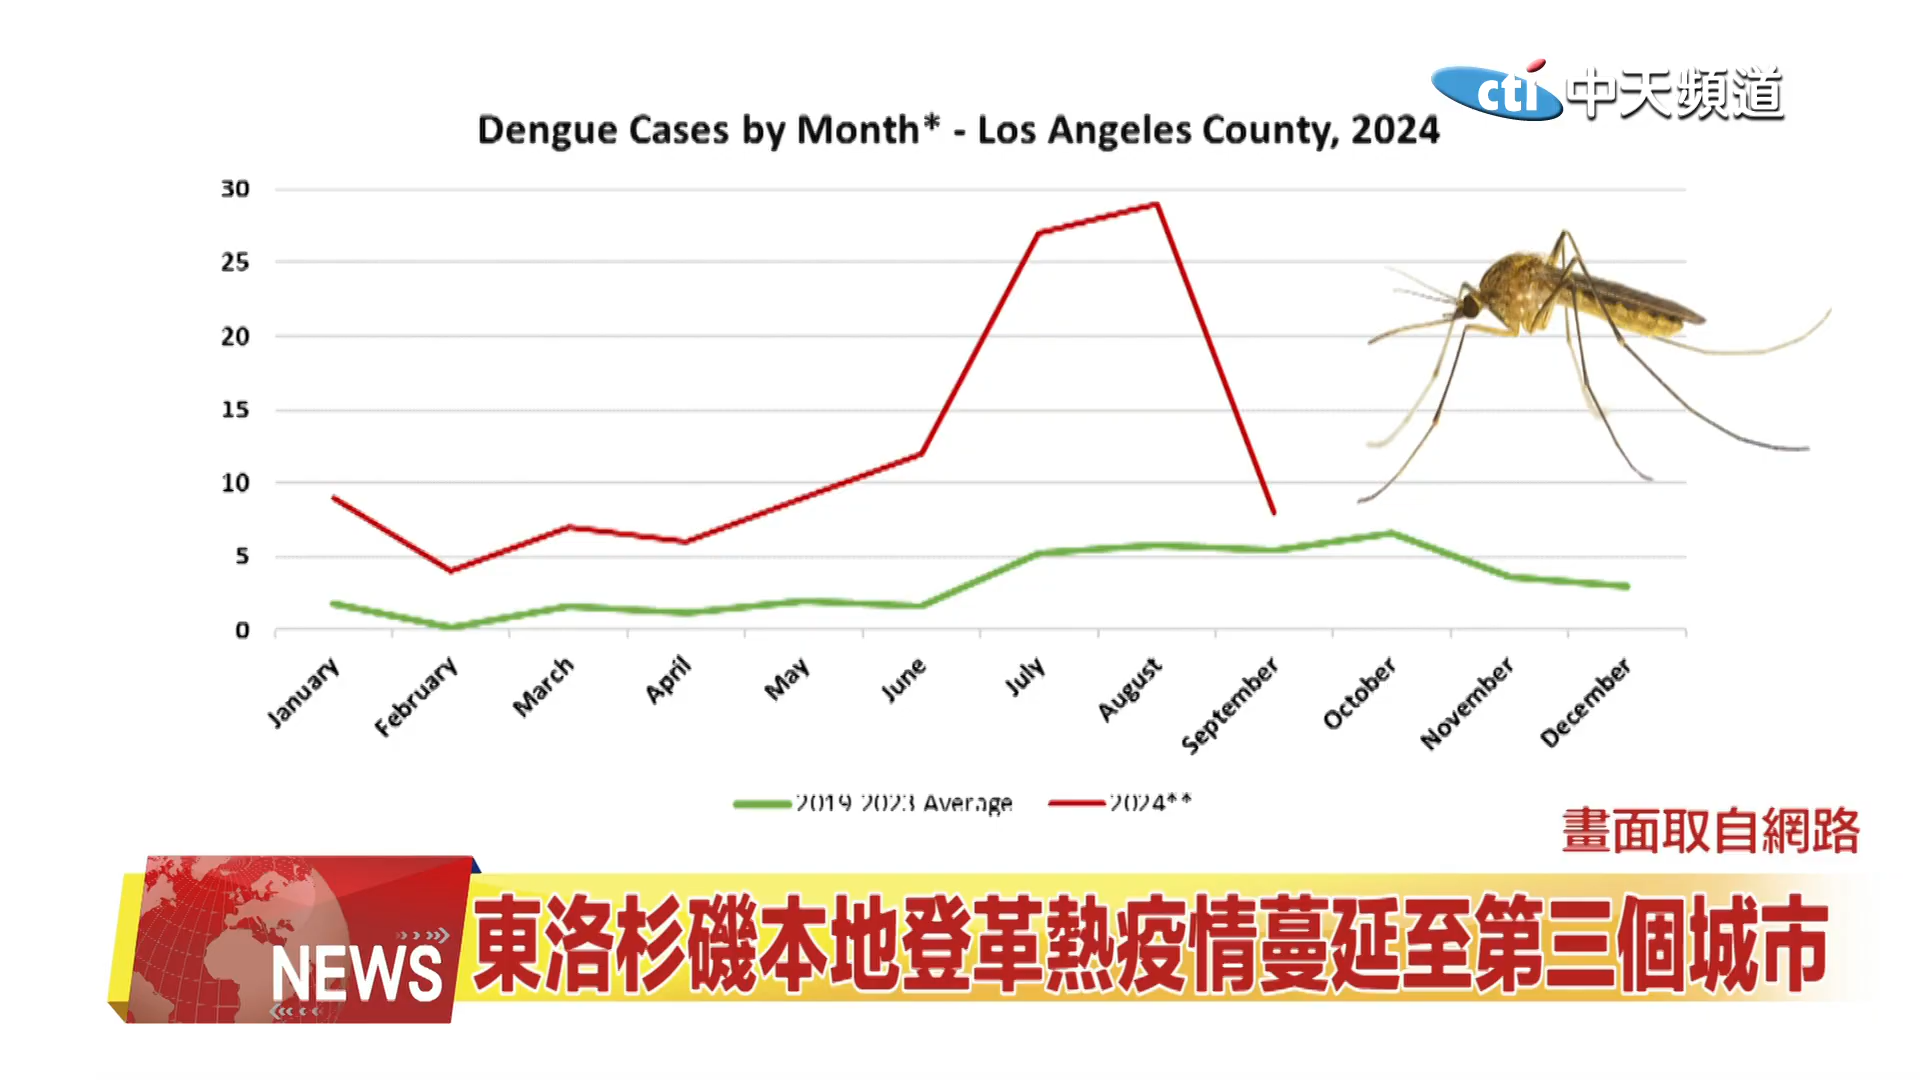 cti 中天頻道
Dengue Cases by Month* - Los Angeles County, 2024
30
25
20
15
10
5
0
January
February
March
April
May
June
July
August
September
October
November
December
2019 2023 Average
2024**
畫面取自網路
NEWS
東洛杉磯本地登革熱疫情蔓延至第三個城市